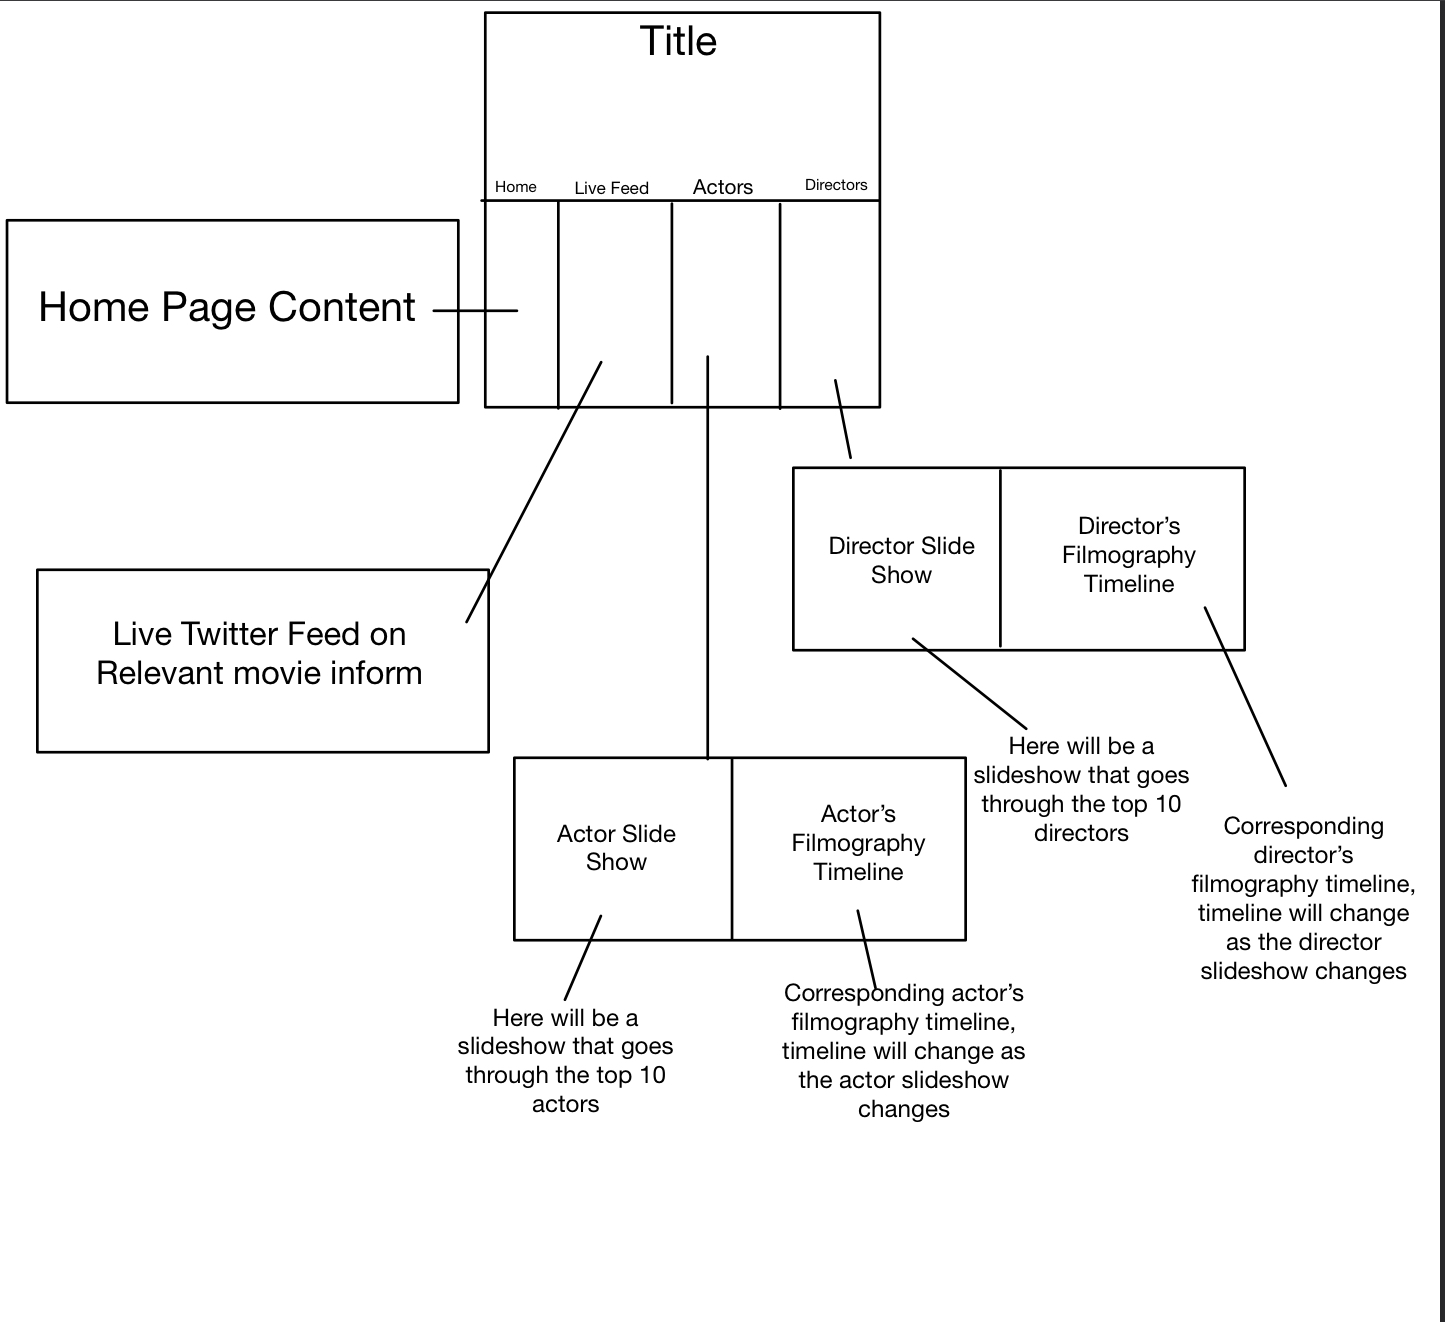 Title
Home
Live Feed
Actors
Directors
Home Page Content
Live Twitter Feed on
Relevant movie inform
Director Slide
Show
Director’s
Filmography
Timeline
Here will be a
slideshow that goes
through the top 10
directors
Corresponding
director’s
filmography timeline,
timeline will change
as the director
slideshow changes
Actor Slide
Show
Actor’s
Filmography
Timeline
Here will be a
slideshow that goes
through the top 10
actors
Corresponding actor’s
filmography timeline,
timeline will change as
the actor slideshow
changes